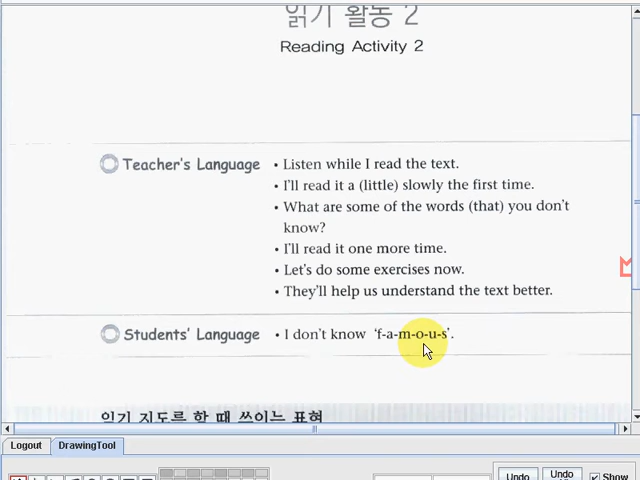 읽기 활동 2
Reading Activity 2
Teacher's Language
• Listen while I read the text.
• I'll read it a (little) slowly the first time.
• What are some of the words (that) you don't
know?
• I'll read it one more time.
• Let's do some exercises now.
• They'll help us understand the text better.
Students' Language • I don't know 'f-a-m-o-u-s'.
읽기 지도를 할 때 쓰이는 표현
Logout DrawingTool
Undo Undo Show